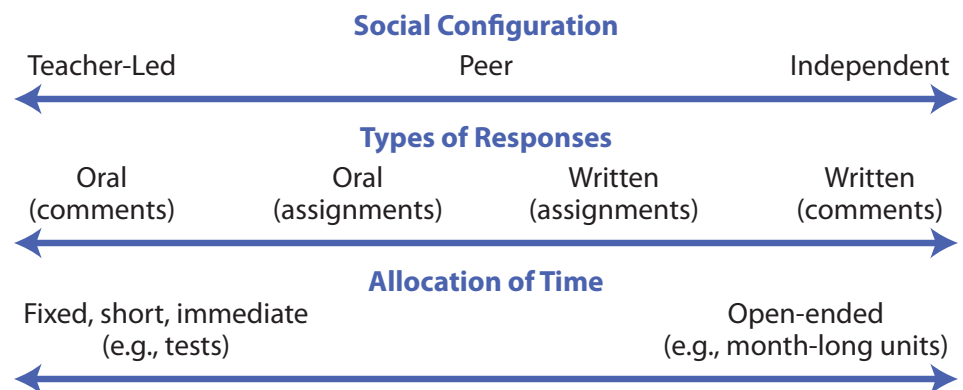 Social Configuration
Teacher-Led Peer Independent
Types of Responses
Oral Oral Written Written
(comments) (assignments) (assignments) (comments)
Allocation of Time
Fixed, short, immediate Open-ended
(e.g., tests) (e.g., month-long units)